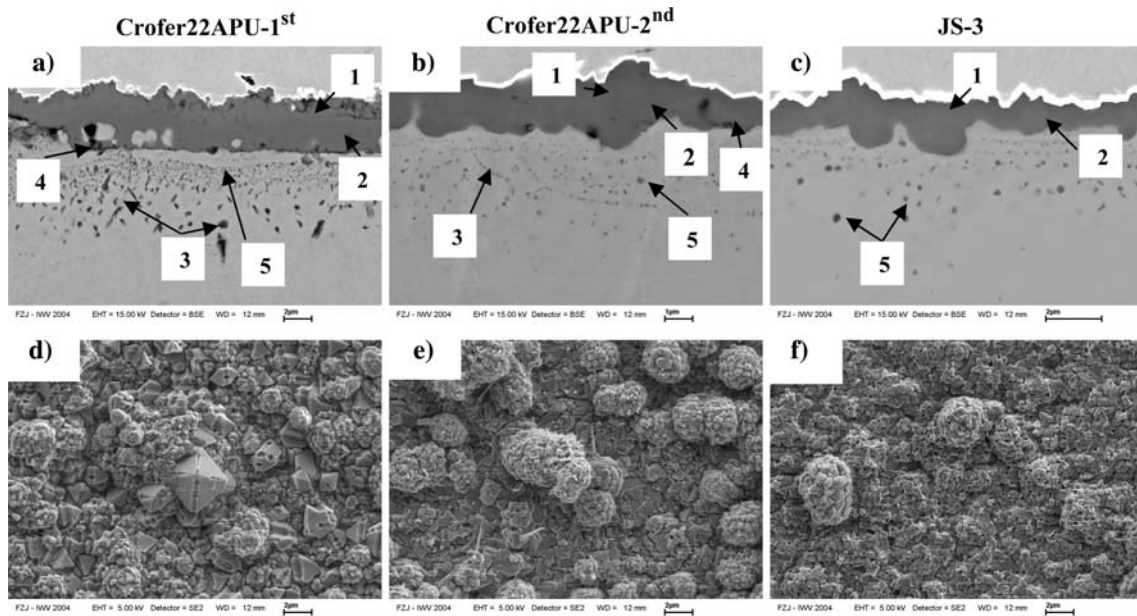 Crofer22APU-1st
Crofer22APU-2nd
JS-3
a)
1
4
2
3
5
FZJ - IWV 2004 EHT = 15.00 kV Detector = BSE WD = 12 mm 2µm
b)
1
2
4
3
5
FZJ - IWV 2004 EHT = 15.00 kV Detector = BSE WD = 12 mm 1µm
c)
1
2
5
FZJ - IWV 2004 EHT = 15.00 kV Detector = BSE WD = 12 mm 2µm
d)
FZJ - IWV 2004 EHT = 5.00 kV Detector = SE2 WD = 12 mm 2µm
e)
FZJ - IWV 2004 EHT = 5.00 kV Detector = SE2 WD = 12 mm 2µm
f)
FZJ - IWV 2004 EHT = 5.00 kV Detector = SE2 WD = 12 mm 2µm